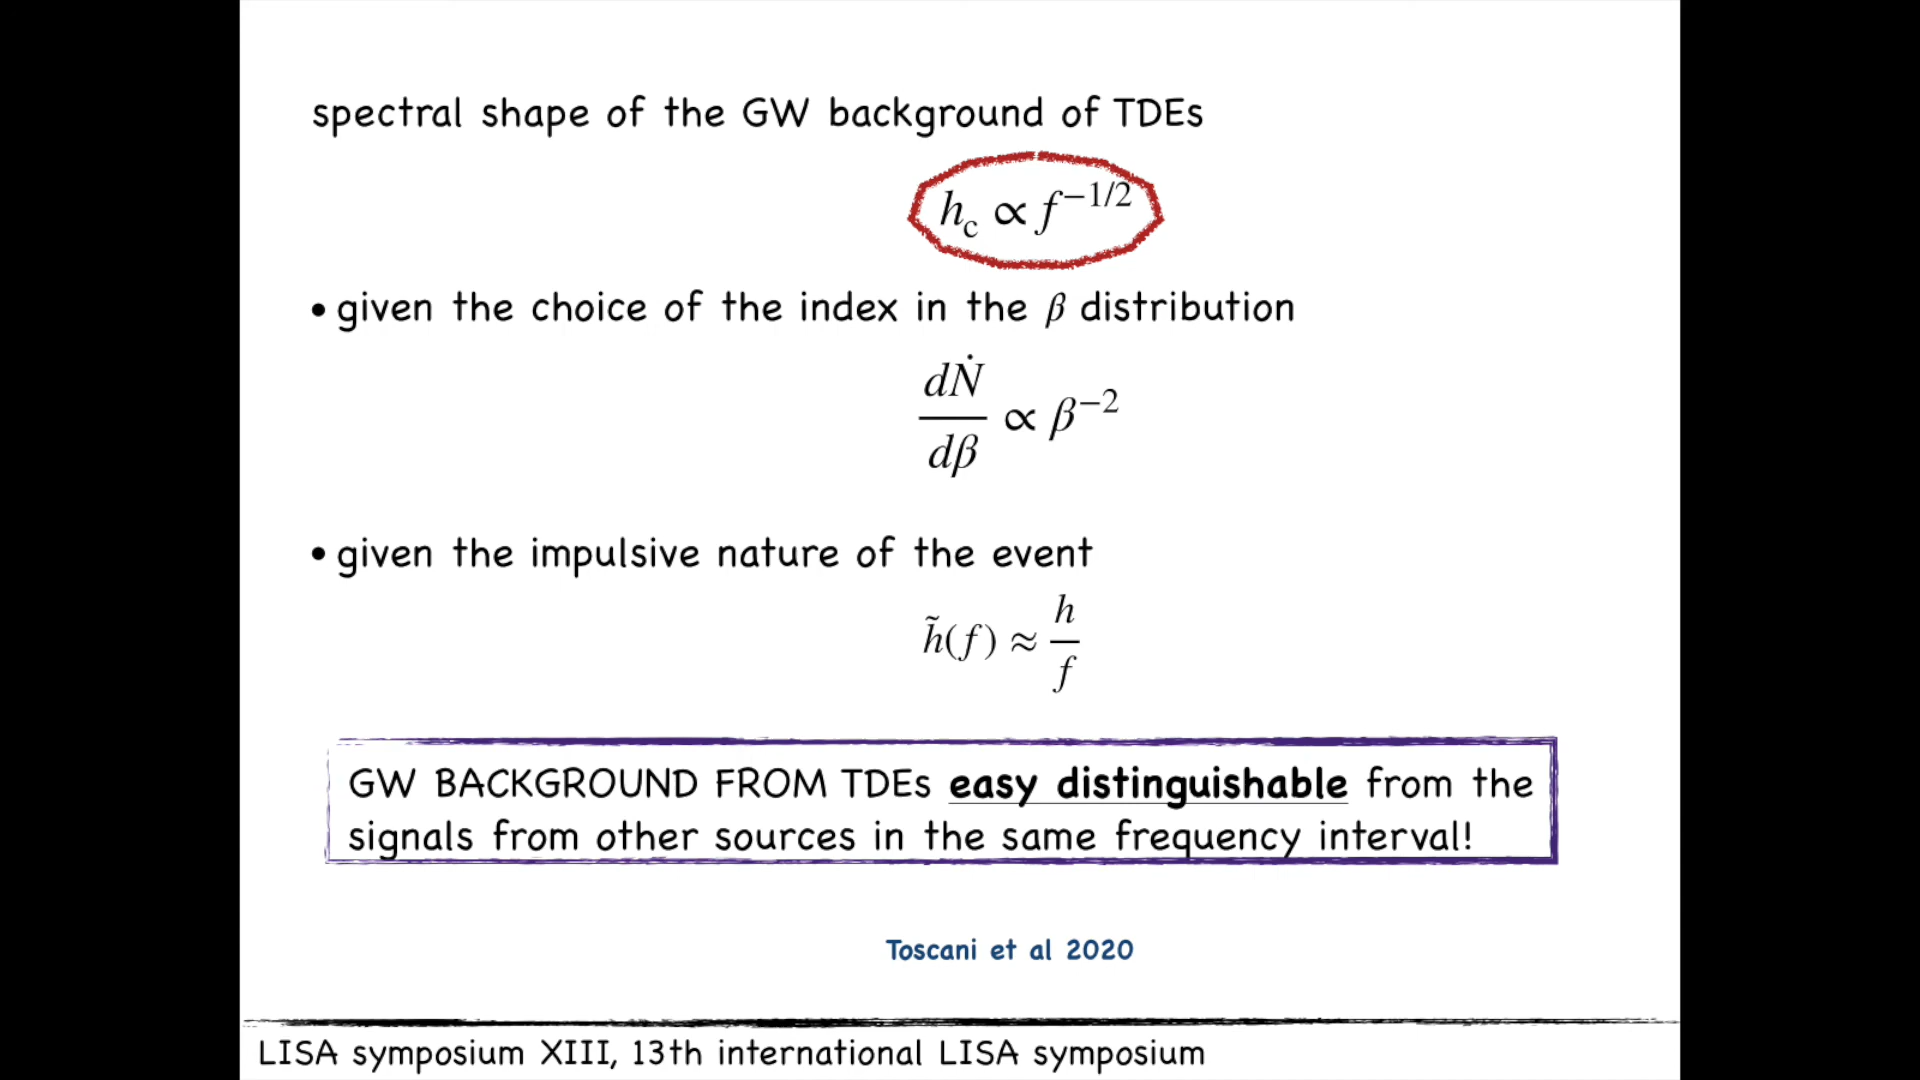 spectral shape of the GW background of TDEs
h_c ∝ f^{−1/2}
• given the choice of the index in the β distribution
dṄ/dβ ∝ β^{−2}
• given the impulsive nature of the event
h̃(f) ≈ h/f
GW BACKGROUND FROM TDEs easy distinguishable from the
signals from other sources in the same frequency interval!
Toscani et al 2020
LISA symposium XIII, 13th international LISA symposium